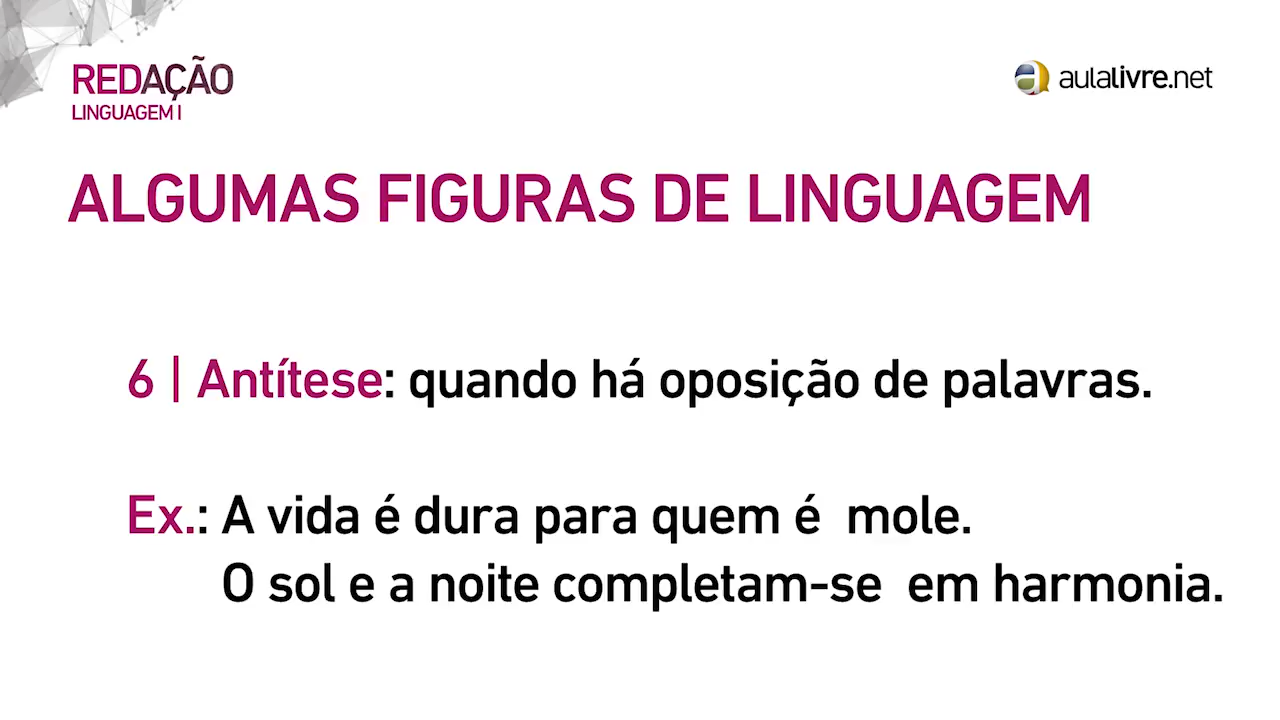 REDAÇÃO
LINGUAGEM I
aulalivre.net
ALGUMAS FIGURAS DE LINGUAGEM
6 | Antítese: quando há oposição de palavras.
Ex.: A vida é dura para quem é  mole.
O sol e a noite completam-se  em harmonia.